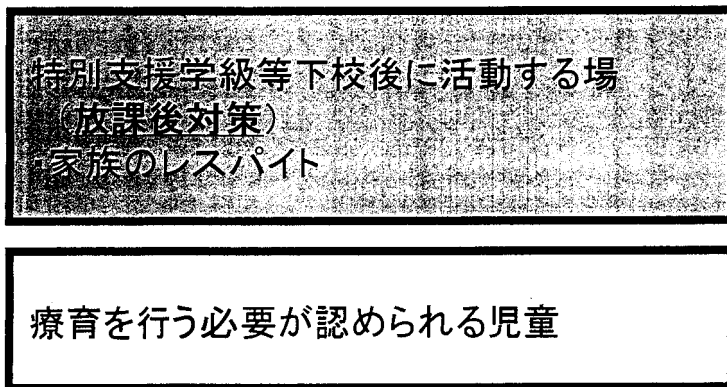 特別支援学級等下校後に活動する場
（放課後対策）
・家族のレスパイト
療育を行う必要が認められる児童